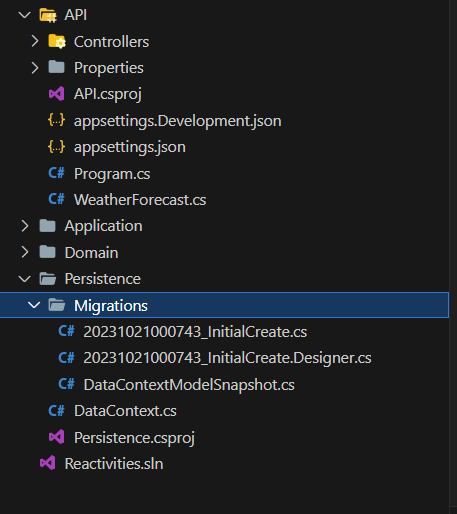 API
Controllers
Properties
API.csproj
{..} appsettings.Development.json
{..} appsettings.json
C# Program.cs
C# WeatherForecast.cs
Application
Domain
Persistence
Migrations
C# 20231021000743_InitialCreate.cs
C# 20231021000743_InitialCreate.Designer.cs
C# DataContextModelSnapshot.cs
C# DataContext.cs
Persistence.csproj
Reactivities.sln